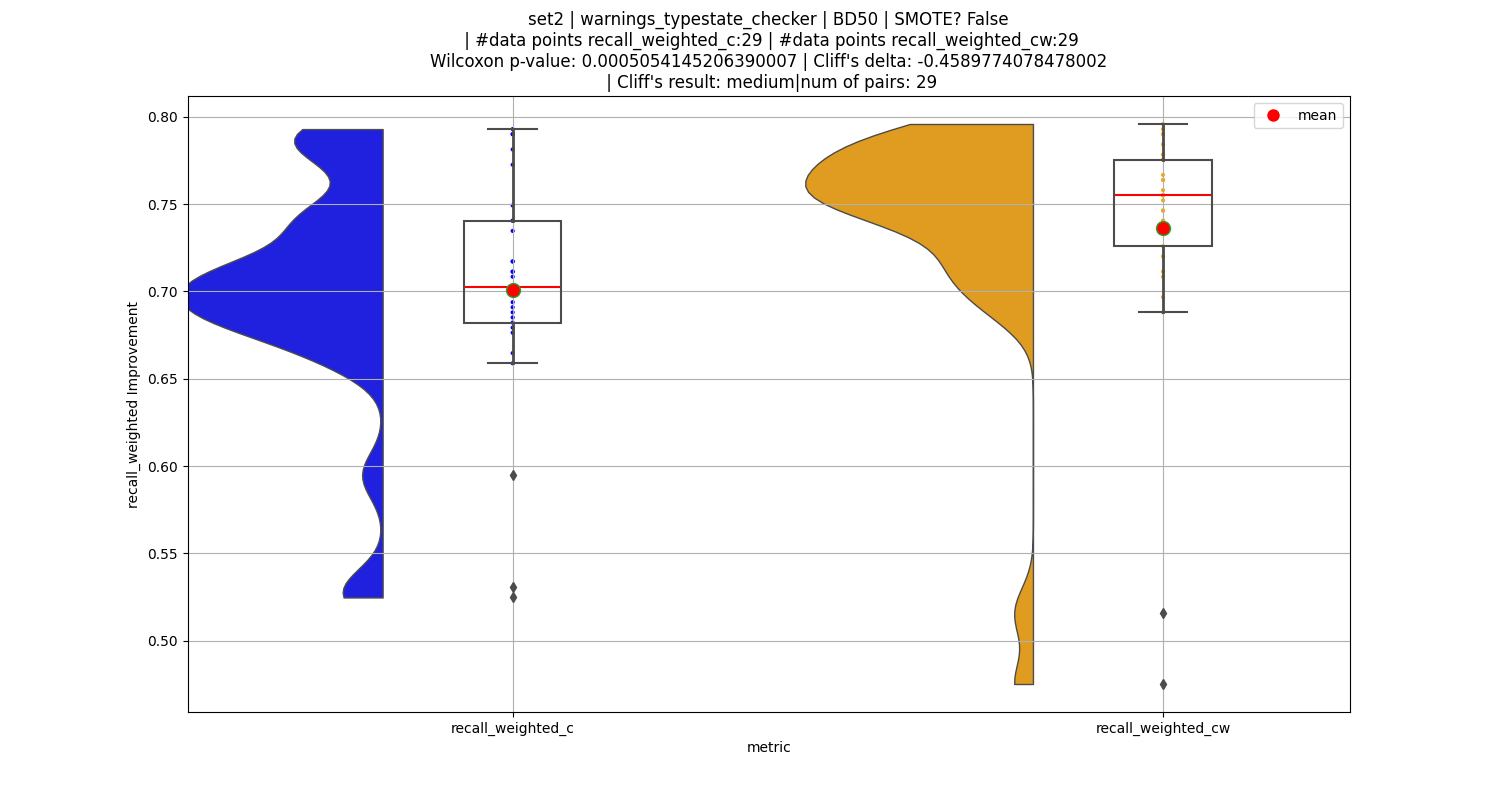 set2 | warnings_typestate_checker | BD50 | SMOTE? False
| #data points recall_weighted_c:29 | #data points recall_weighted_cw:29
Wilcoxon p-value: 0.0005054145206390007 | Cliff's delta: -0.4589774078478002
| Cliff's result: medium|num of pairs: 29
mean
0.80
0.75
0.70
0.65
0.60
0.55
0.50
recall_weighted Improvement
recall_weighted_c
recall_weighted_cw
metric